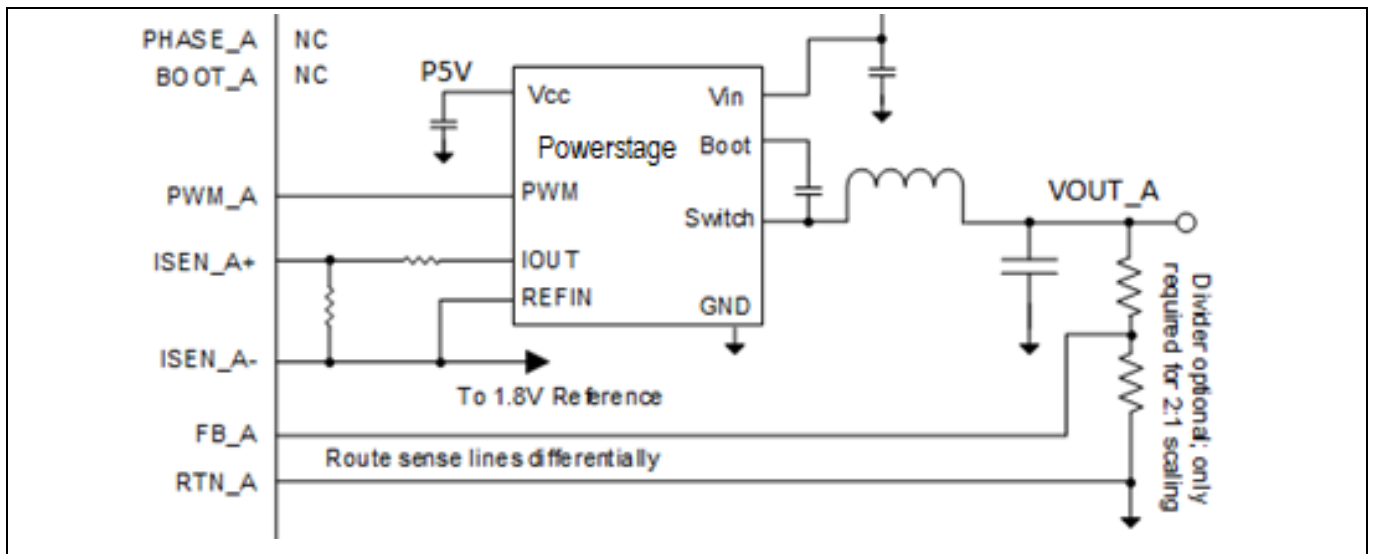 PHASE_A NC
BOOT_A NC
P5V
Vcc
Vin
Powerstage
Boot
PWM_A
PWM
Switch
VOUT_A
ISEN_A+
IOUT
REFIN
GND
ISEN_A-
To 1.8V Reference
FB_A
Route sense lines differentially
RTN_A
Divider optional; only
required for 2:1 scaling